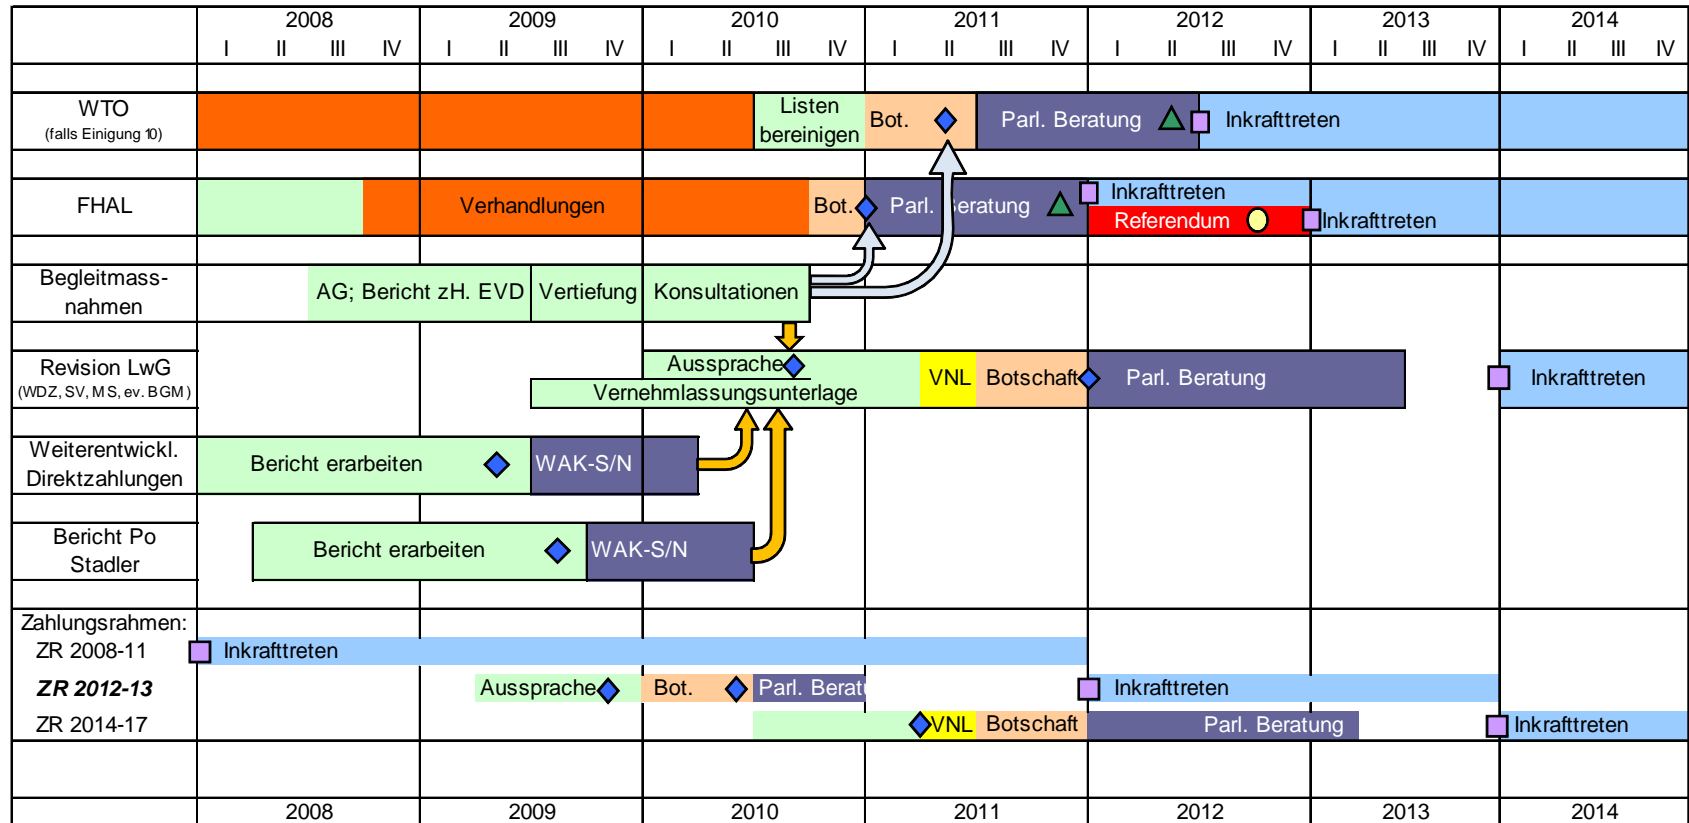 2008 2009 2010 2011 2012 2013 2014
I II III IV I II III IV I II III IV I II III IV I II III IV I II III IV I II III IV
WTO
(falls Einigung 10)
Listen
bereinigen
Bot.
Parl. Beratung
Inkrafttreten
FHAL
Verhandlungen
Bot.
Parl. Beratung
Inkrafttreten
Referendum
Inkrafttreten
Begleitmass-
nahmen
AG; Bericht zH. EVD
Vertiefung
Konsultationen
Revision LwG
(WDZ, SV, MS, ev. BGM)
Aussprache
Vernehmlassungsunterlage
VNL
Botschaft
Parl. Beratung
Inkrafttreten
Weiterentwickl.
Direktzahlungen
Bericht erarbeiten
WAK-S/N
Bericht Po
Stadler
Bericht erarbeiten
WAK-S/N
Zahlungsrahmen:
ZR 2008-11
Inkrafttreten
ZR 2012-13
Aussprache
Bot.
Parl. Beratu
Inkrafttreten
ZR 2014-17
VNL
Botschaft
Parl. Beratung
Inkrafttreten
2008 2009 2010 2011 2012 2013 2014